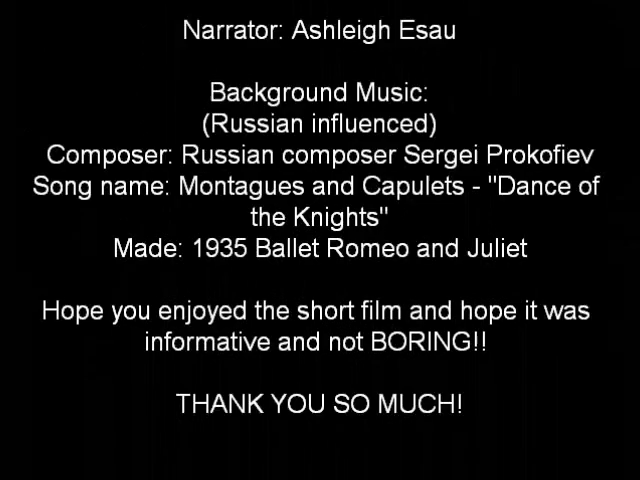 Narrator: Ashleigh Esau
Background Music:
(Russian influenced)
Composer: Russian composer Sergei Prokofiev
Song name: Montagues and Capulets - "Dance of
the Knights"
Made: 1935 Ballet Romeo and Juliet
Hope you enjoyed the short film and hope it was
informative and not BORING!!
THANK YOU SO MUCH!